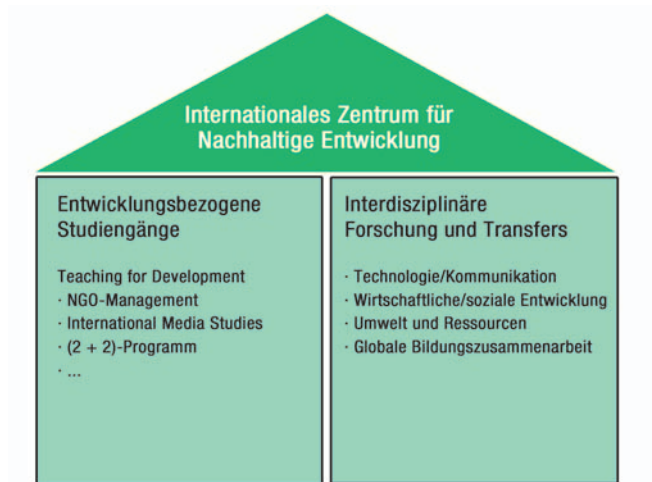 Internationales Zentrum für
Nachhaltige Entwicklung
Entwicklungsbezogene
Studiengänge
Teaching for Development
· NGO-Management
· International Media Studies
· (2 + 2)-Programm
· ...
Interdisziplinäre
Forschung und Transfers
· Technologie/Kommunikation
· Wirtschaftliche/soziale Entwicklung
· Umwelt und Ressourcen
· Globale Bildungszusammenarbeit